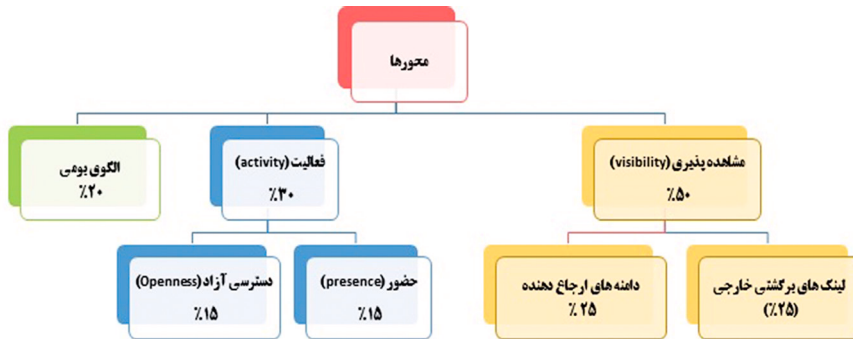 محورها
مشاهده پذیری (visibility)
٪۵۰
فعالیت (activity)
٪۳۰
الگوی بومی
٪۲۰
لینک های برگشتی خارجی
(٪۲۵)
دامنه های ارجاع دهنده
٪ ۲۵
حضور (presence)
٪۱۵
دسترسی آزاد (Openness)
٪۱۵